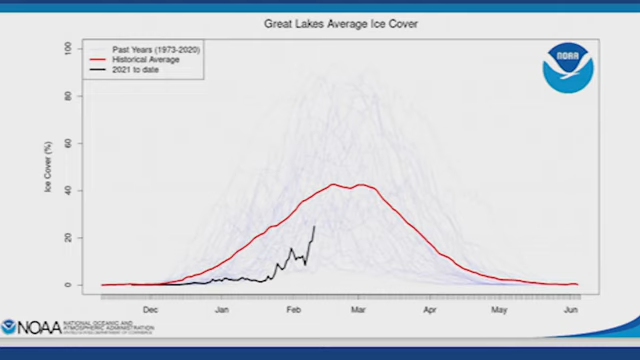 Great Lakes Average Ice Cover
Past Years (1973-2020)
Historical Average
2021 to date
NOAA
Ice Cover (%)
100
80
60
40
20
0
Dec Jan Feb Mar Apr May Jun
NOAA NATIONAL OCEANIC AND
ATMOSPHERIC ADMINISTRATION